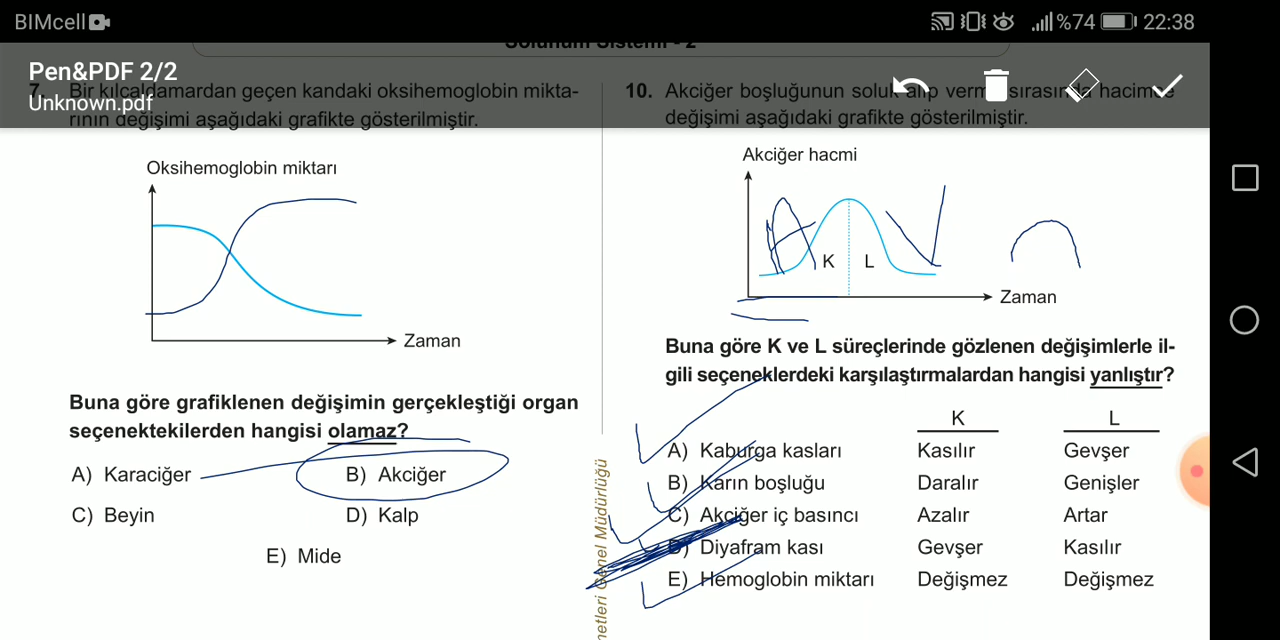 BIMcell
%74 22:38
Solunum Sistemi - 2
Pen&PDF 2/2
Unknown.pdf
7. Bir kılcal damardan geçen kandaki oksihemoglobin mikta-
rının değişimi aşağıdaki grafikte gösterilmiştir.
Oksihemoglobin miktarı
Zaman
Buna göre grafiklenen değişimin gerçekleştiği organ
seçenektekilerden hangisi olamaz?
A) Karaciğer B) Akciğer
C) Beyin D) Kalp
E) Mide
10. Akciğer boşluğunun soluk alıp verme sırasında hacimce
değişimi aşağıdaki grafikte gösterilmiştir.
Akciğer hacmi
K L
Zaman
Buna göre K ve L süreçlerinde gözlenen değişimlerle il-
gili seçeneklerdeki karşılaştırmalardan hangisi yanlıştır?
K L
A) Kaburga kasları Kasılır Gevşer
B) Karın boşluğu Daralır Genişler
C) Akciğer iç basıncı Azalır Artar
D) Diyafram kası Gevşer Kasılır
E) Hemoglobin miktarı Değişmez Değişmez
metleri Genel Müdürlüğü